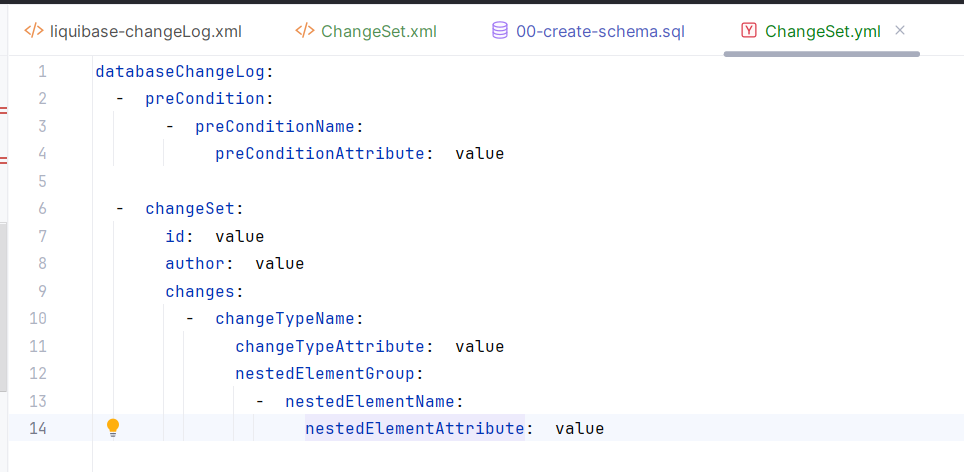 liquibase-changeLog.xml ChangeSet.xml 00-create-schema.sql ChangeSet.yml
1 databaseChangeLog:
2 - preCondition:
3 - preConditionName:
4 preConditionAttribute: value
5
6 - changeSet:
7 id: value
8 author: value
9 changes:
10 - changeTypeName:
11 changeTypeAttribute: value
12 nestedElementGroup:
13 - nestedElementName:
14 nestedElementAttribute: value